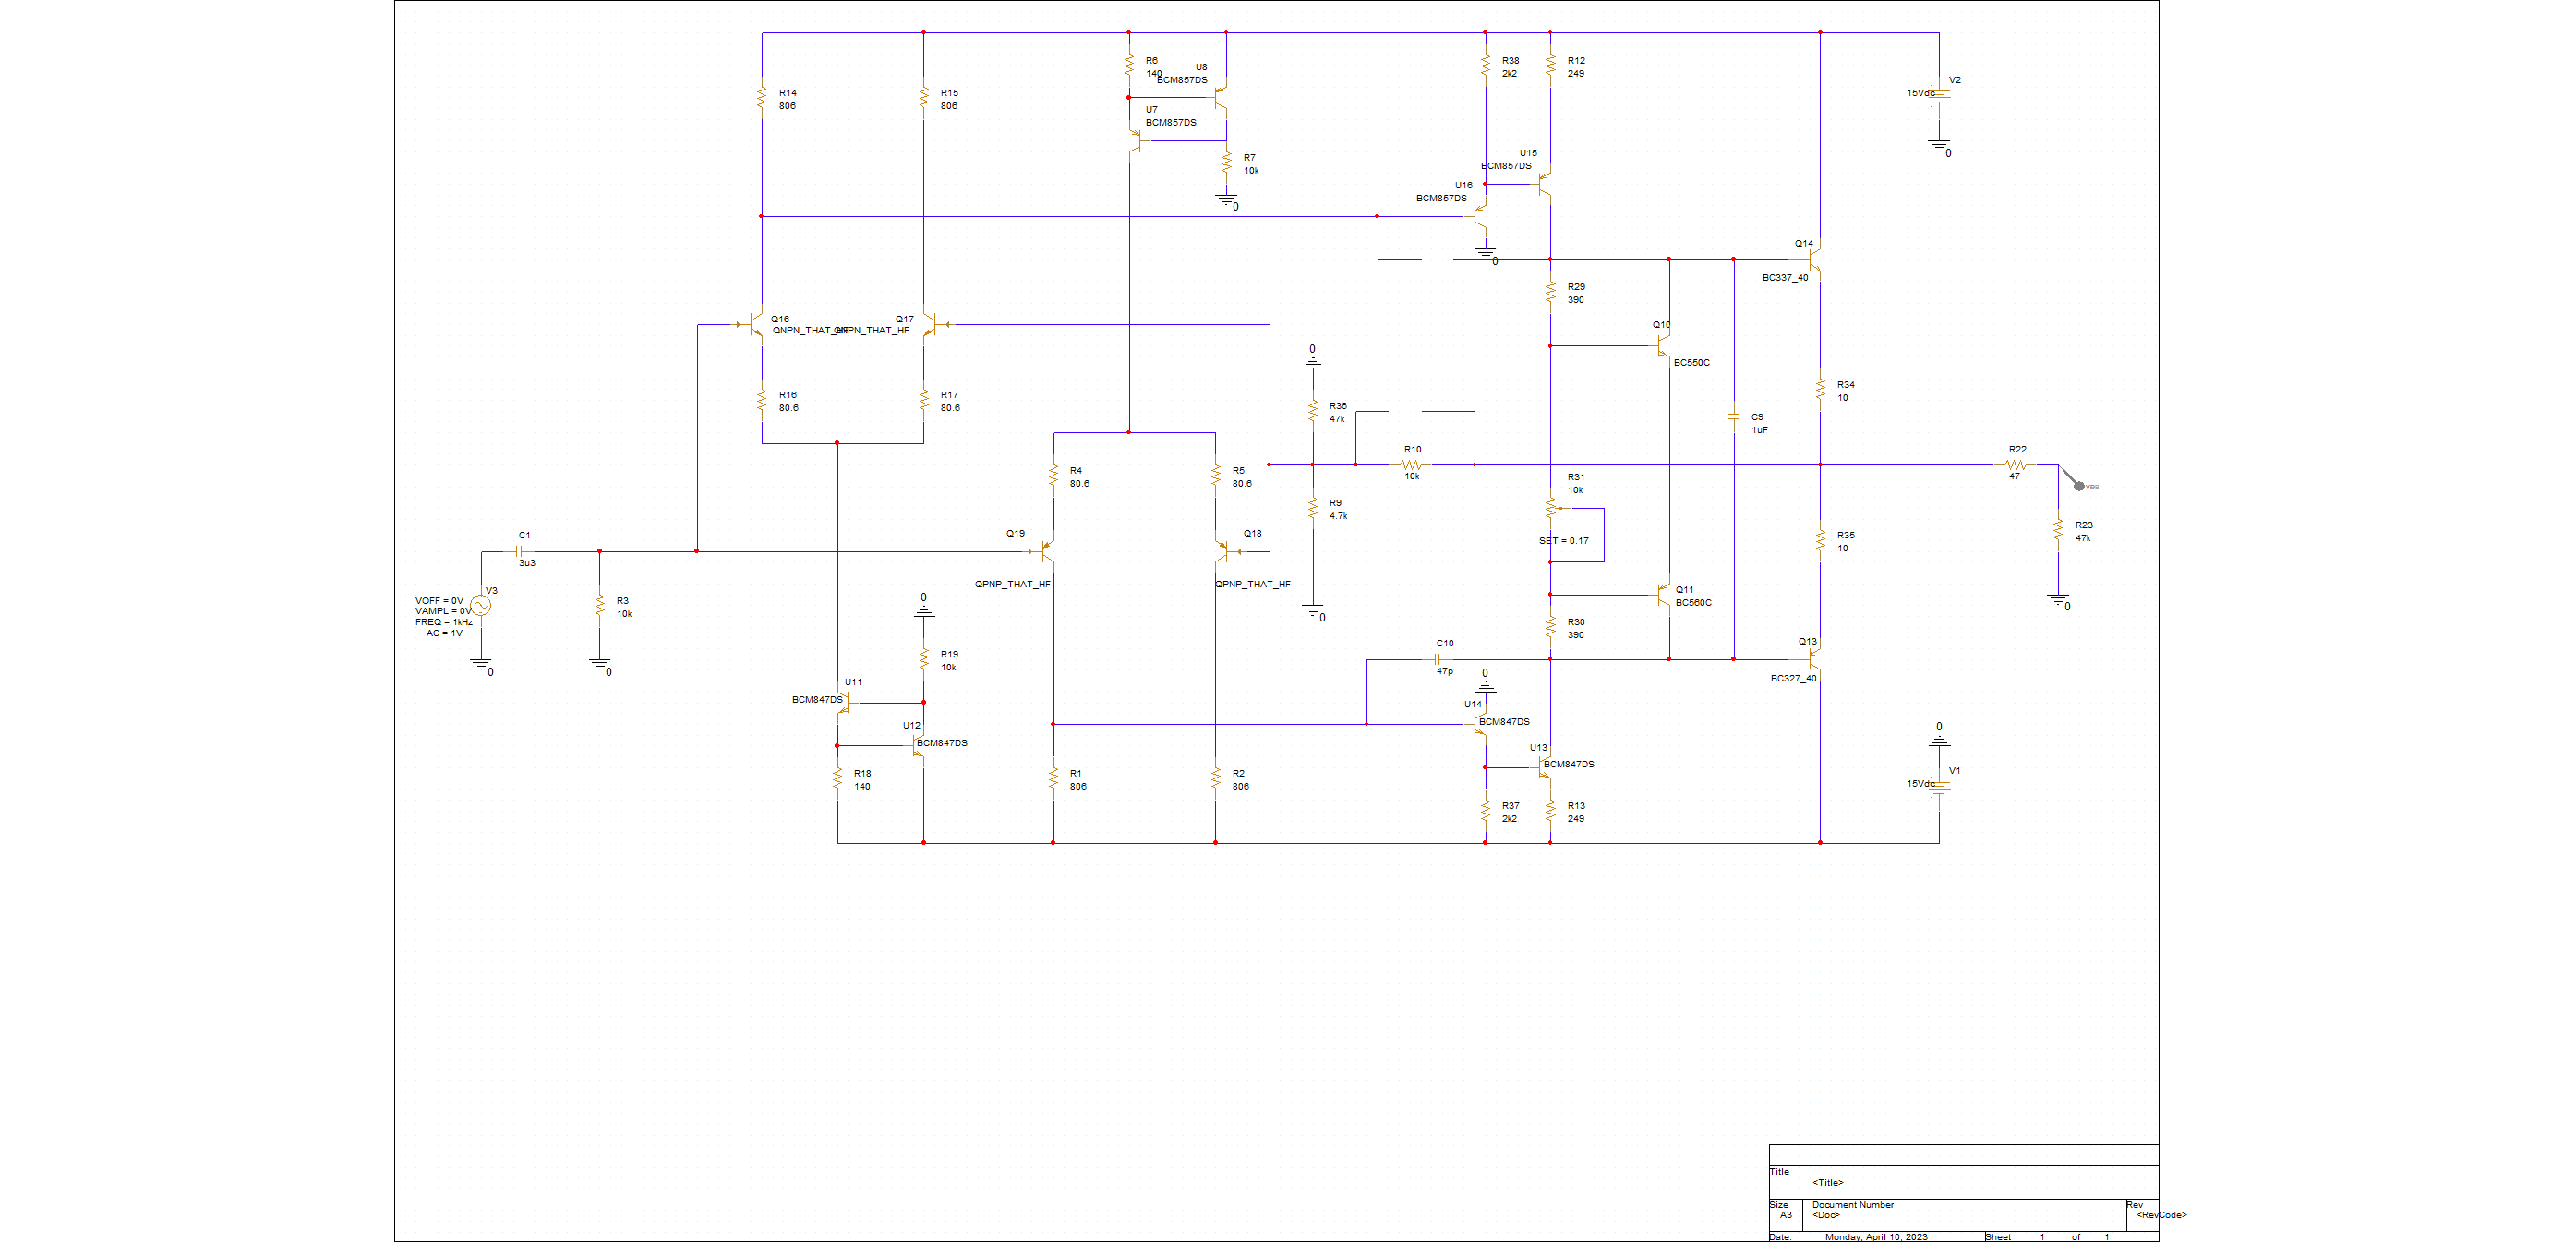 R14
806
R15
806
R6
140
U8
BCM857DS
U7
BCM857DS
R7
10k
0
R38
2k2
R12
249
U15
BCM857DS
U16
BCM857DS
0
V2
15Vdc
0
Q14
BC337_40
R29
390
Q16
QNPN_THAT_HF
Q17
QNPN_THAT_HF
Q10
BC550C
0
R16
80.6
R17
80.6
R36
47k
R34
10
C9
1uF
R4
80.6
R5
80.6
R10
10k
R22
47
R31
10k
SET = 0.17
R9
4.7k
0
R23
47k
0
C1
3u3
Q19
QPNP_THAT_HF
Q18
QPNP_THAT_HF
R35
10
V3
VOFF = 0V
VAMPL = 0V
FREQ = 1kHz
AC = 1V
0
R3
10k
0
0
R19
10k
Q11
BC560C
R30
390
C10
47p
Q13
BC327_40
U11
BCM847DS
U12
BCM847DS
0
U14
BCM847DS
U13
BCM847DS
R18
140
R1
806
R2
806
R37
2k2
R13
249
0
V1
15Vdc
Title
<Title>
Size
A3
Document Number
<Doc>
Rev
<RevCode>
Date:
Monday, April 10, 2023
Sheet
1
of
1